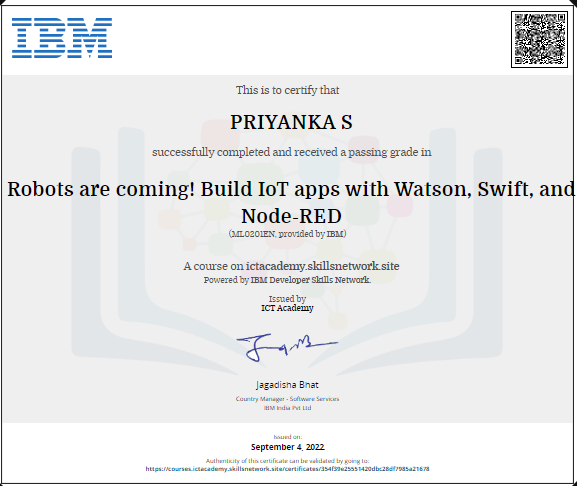 IBM
This is to certify that
PRIYANKA S
successfully completed and received a passing grade in
Robots are coming! Build IoT apps with Watson, Swift, and
Node-RED
(ML0201EN, provided by IBM)
A course on ictacademy.skillsnetwork.site
Powered by IBM Developer Skills Network.
Issued by
ICT Academy
Jagadisha Bhat
Country Manager - Software Services
IBM India Pvt Ltd
Issued on:
September 4, 2022
Authenticity of this certificate can be validated by going to:
https://courses.ictacademy.skillsnetwork.site/certificates/354f39e25551420dbc28df7985a21678